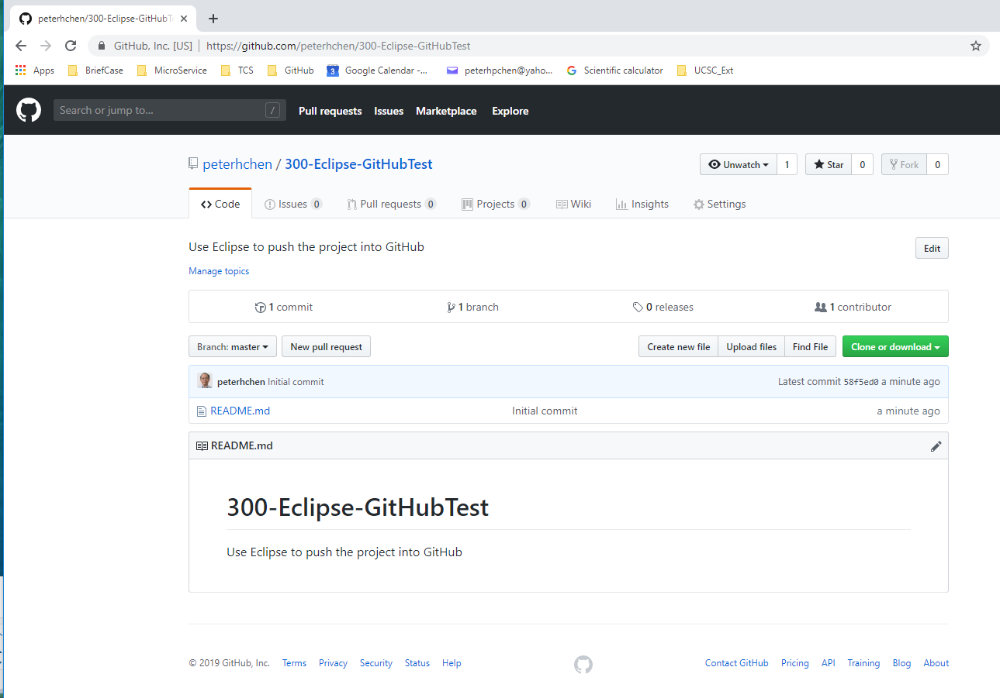 peterhchen/300-Eclipse-GitHubT
GitHub, Inc. [US] | https://github.com/peterhchen/300-Eclipse-GitHubTest
Apps BriefCase MicroService TCS GitHub 3 Google Calendar -... peterhpchen@yaho... G Scientific calculator UCSC_Ext
Search or jump to... / Pull requests Issues Marketplace Explore
peterhchen / 300-Eclipse-GitHubTest Unwatch 1 Star 0 Fork 0
Code Issues 0 Pull requests 0 Projects 0 Wiki Insights Settings
Use Eclipse to push the project into GitHub Edit
Manage topics
1 commit 1 branch 0 releases 1 contributor
Branch: master New pull request Create new file Upload files Find File Clone or download
peterhchen Initial commit Latest commit 58f5ed0 a minute ago
README.md Initial commit a minute ago
README.md
300-Eclipse-GitHubTest
Use Eclipse to push the project into GitHub
© 2019 GitHub, Inc. Terms Privacy Security Status Help Contact GitHub Pricing API Training Blog About